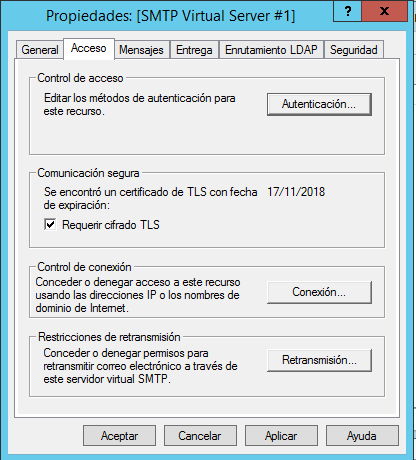 Propiedades: [SMTP Virtual Server #1]
? x
General Acceso Mensajes Entrega Enrutamiento LDAP Seguridad
Control de acceso
Editar los métodos de autenticación para
este recurso.
Autenticación...
Comunicación segura
Se encontró un certificado de TLS con fecha
de expiración:
17/11/2018
Requerir cifrado TLS
Control de conexión
Conceder o denegar acceso a este recurso
usando las direcciones IP o los nombres de
dominio de Internet.
Conexión...
Restricciones de retransmisión
Conceder o denegar permisos para
retransmitir correo electrónico a través de
este servidor virtual SMTP.
Retransmisión...
Aceptar Cancelar Aplicar Ayuda